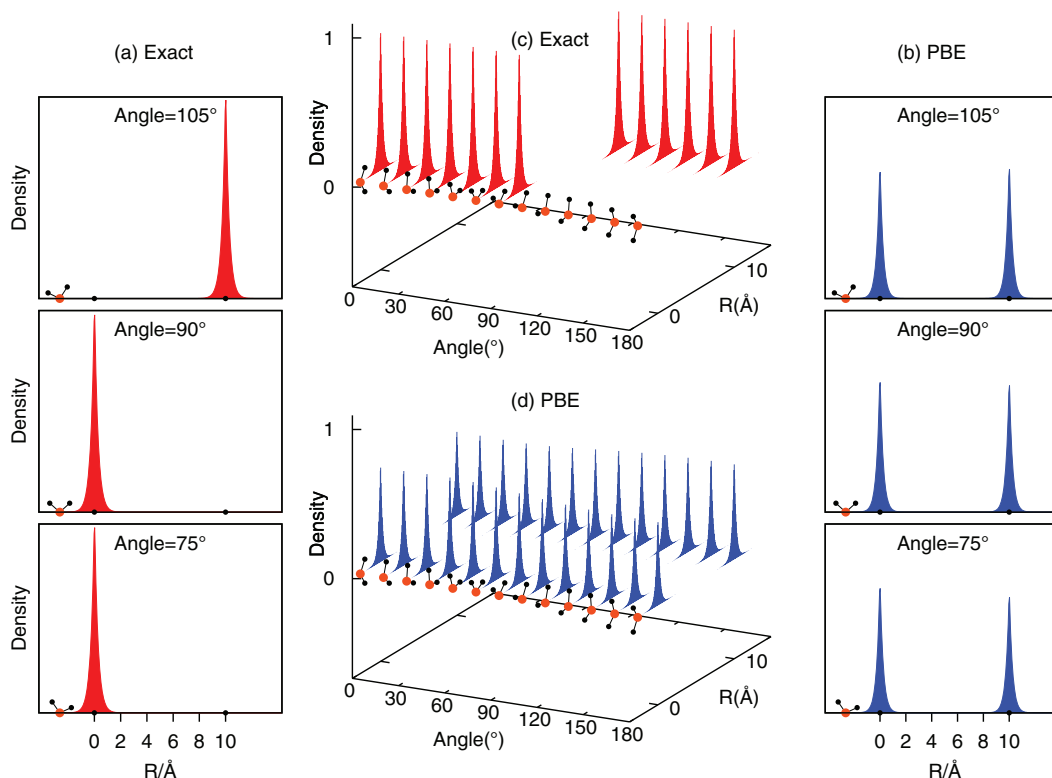 (a) Exact
Angle=105°
Density
Angle=90°
Density
Angle=75°
Density
0 2 4 6 8 10
R/Å
(c) Exact
1
Density
0
0
30
60
90
120
150
180
Angle(°)
0
10
R(Å)
(d) PBE
1
Density
0
0
30
60
90
120
150
180
Angle(°)
0
10
R(Å)
(b) PBE
Angle=105°
Angle=90°
Angle=75°
0 2 4 6 8 10
R/Å